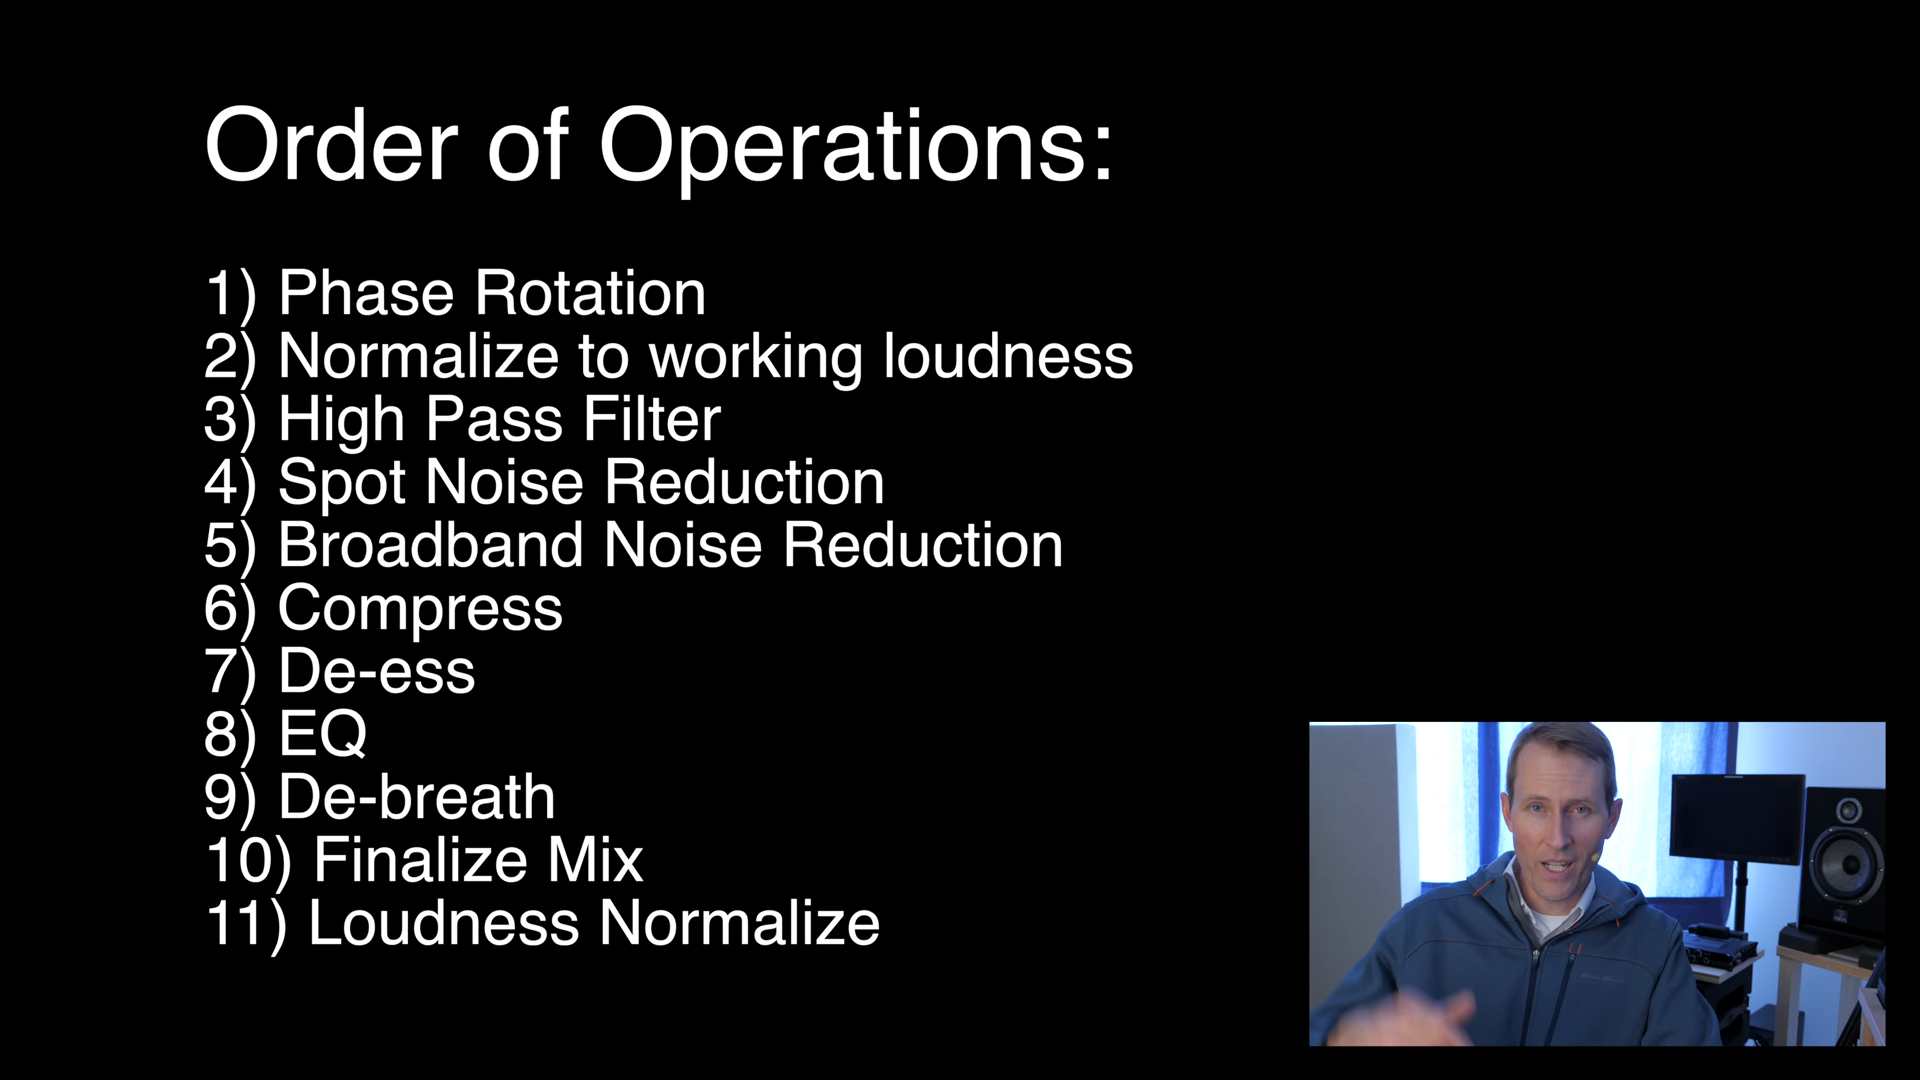 Order of Operations:
1) Phase Rotation
2) Normalize to working loudness
3) High Pass Filter
4) Spot Noise Reduction
5) Broadband Noise Reduction
6) Compress
7) De-ess
8) EQ
9) De-breath
10) Finalize Mix
11) Loudness Normalize